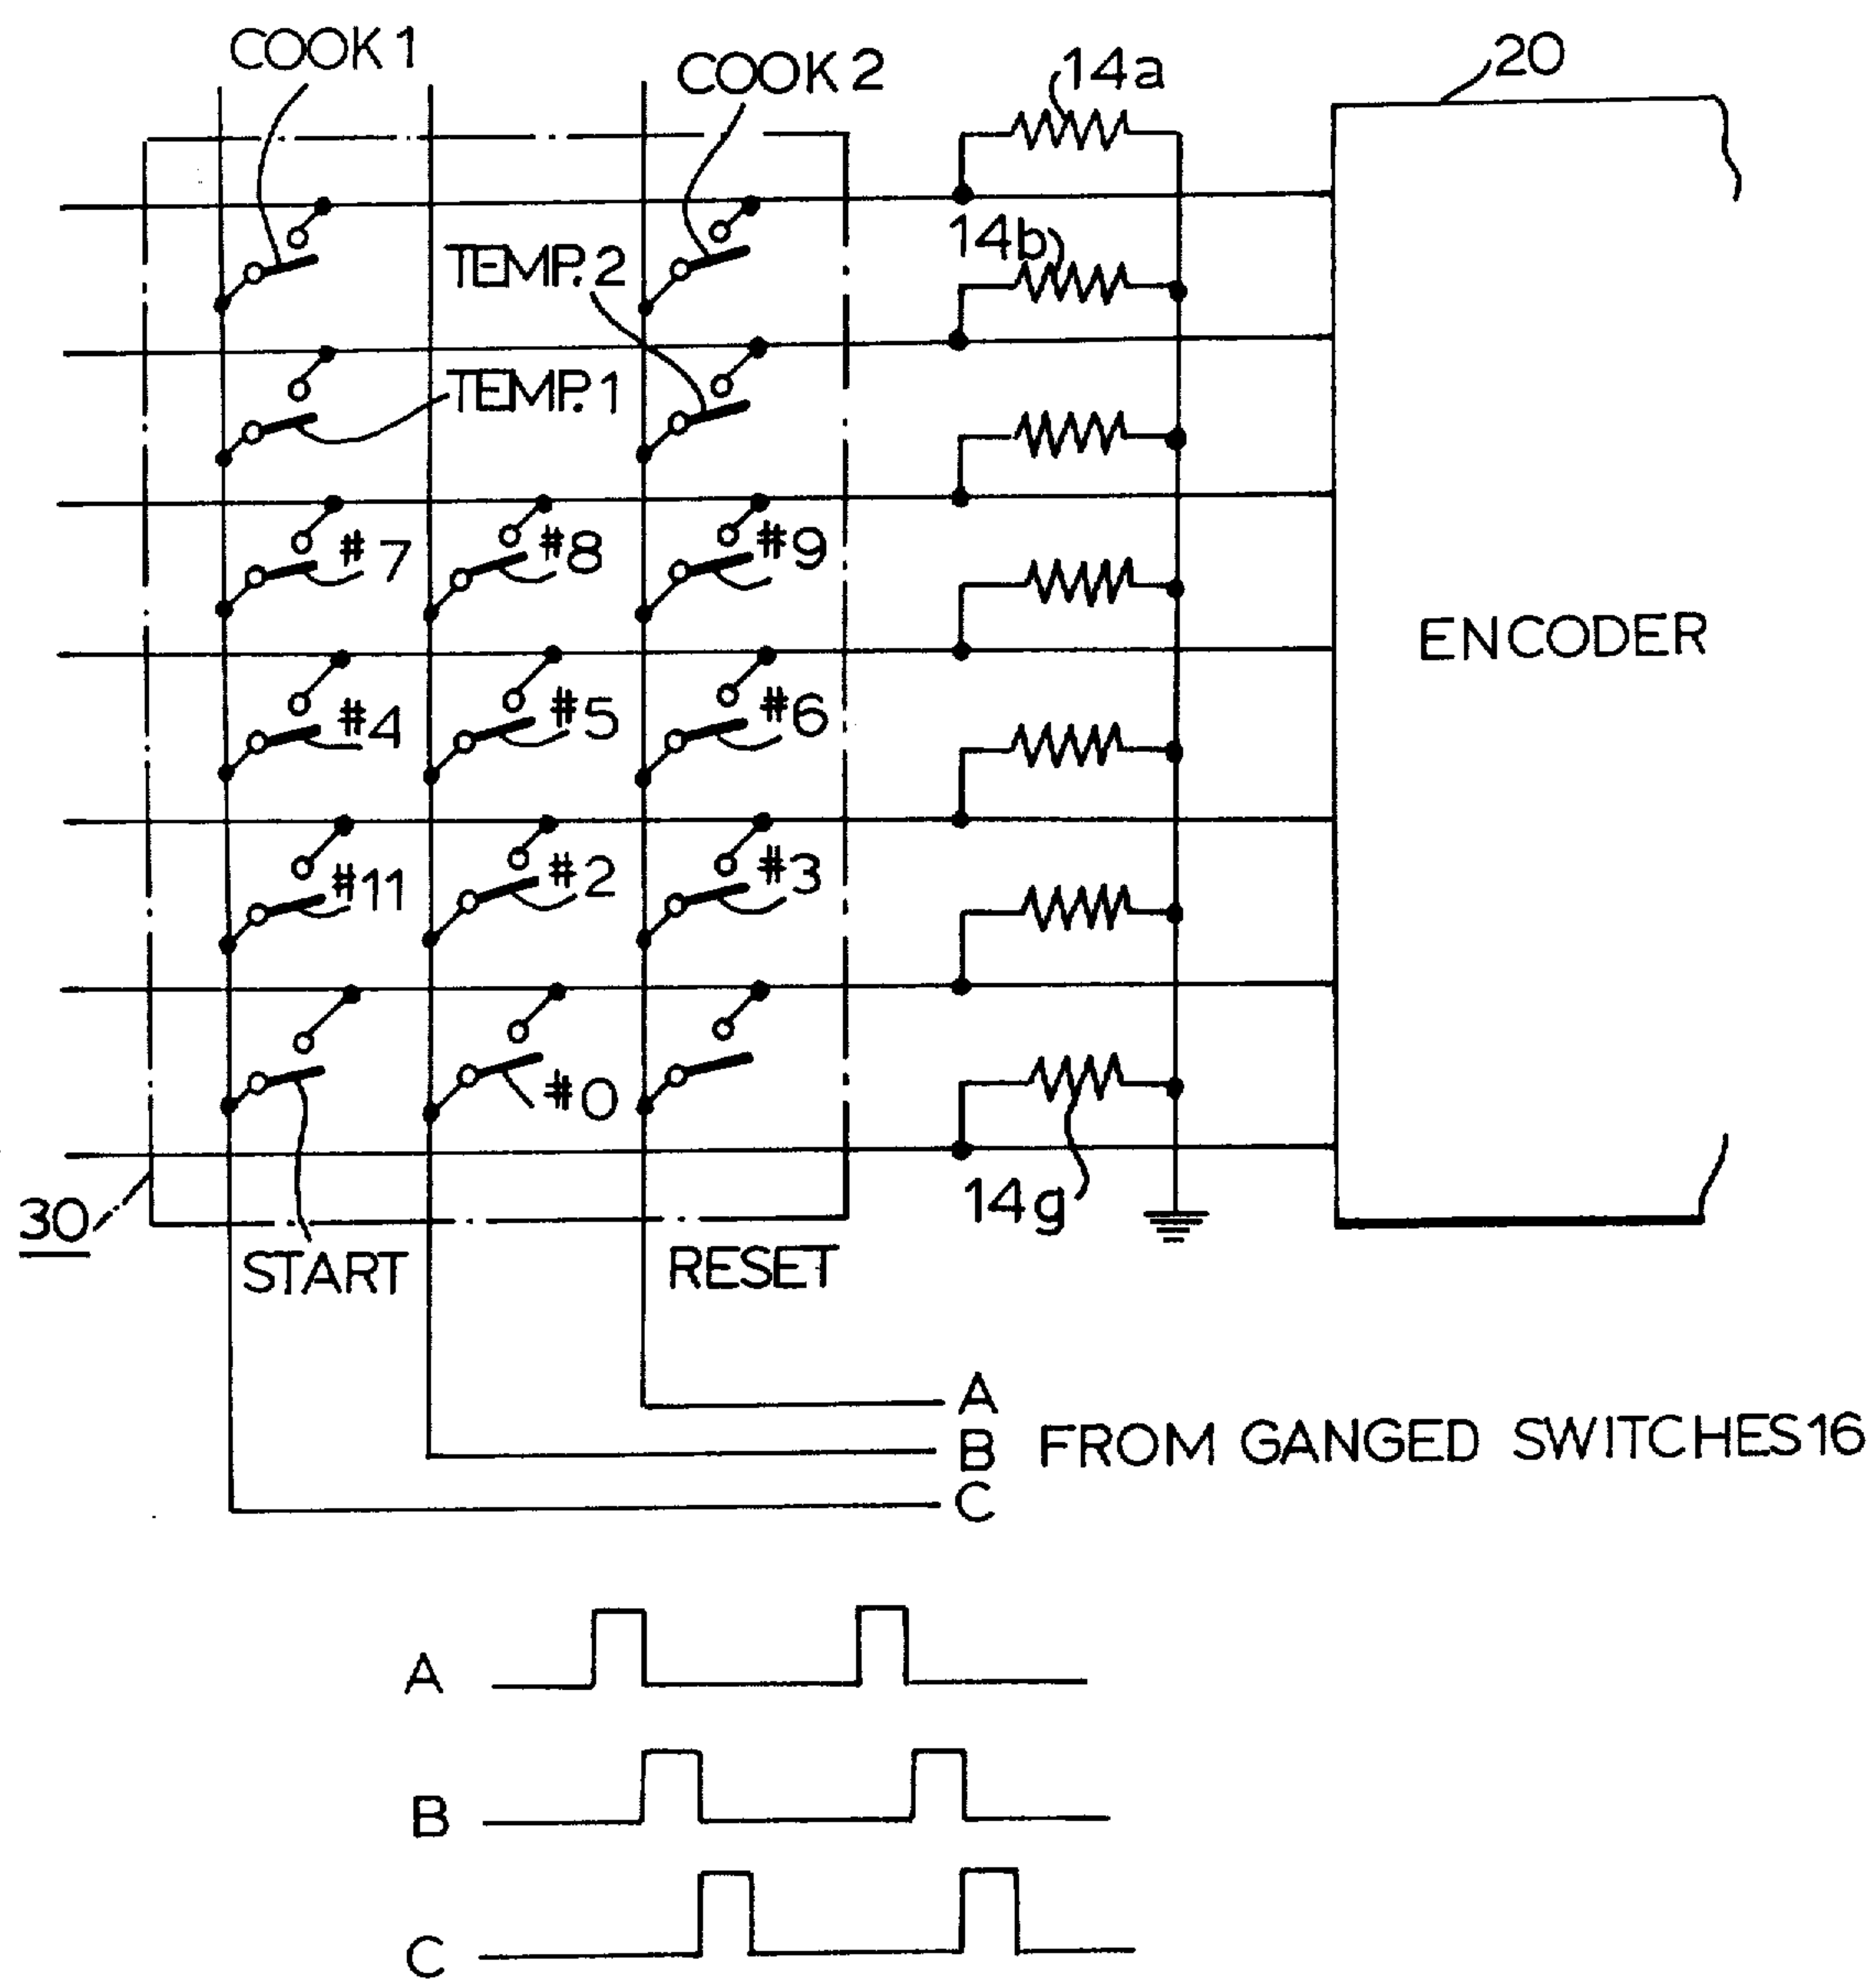 COOK 1
COOK 2
14a
20
14b
TEMP. 2
TEMP. 1
#7
#8
#9
ENCODER
#4
#5
#6
#11
#2
#3
#0
14g
30
START
RESET
A
B FROM GANGED SWITCHES 16
C
A
B
C